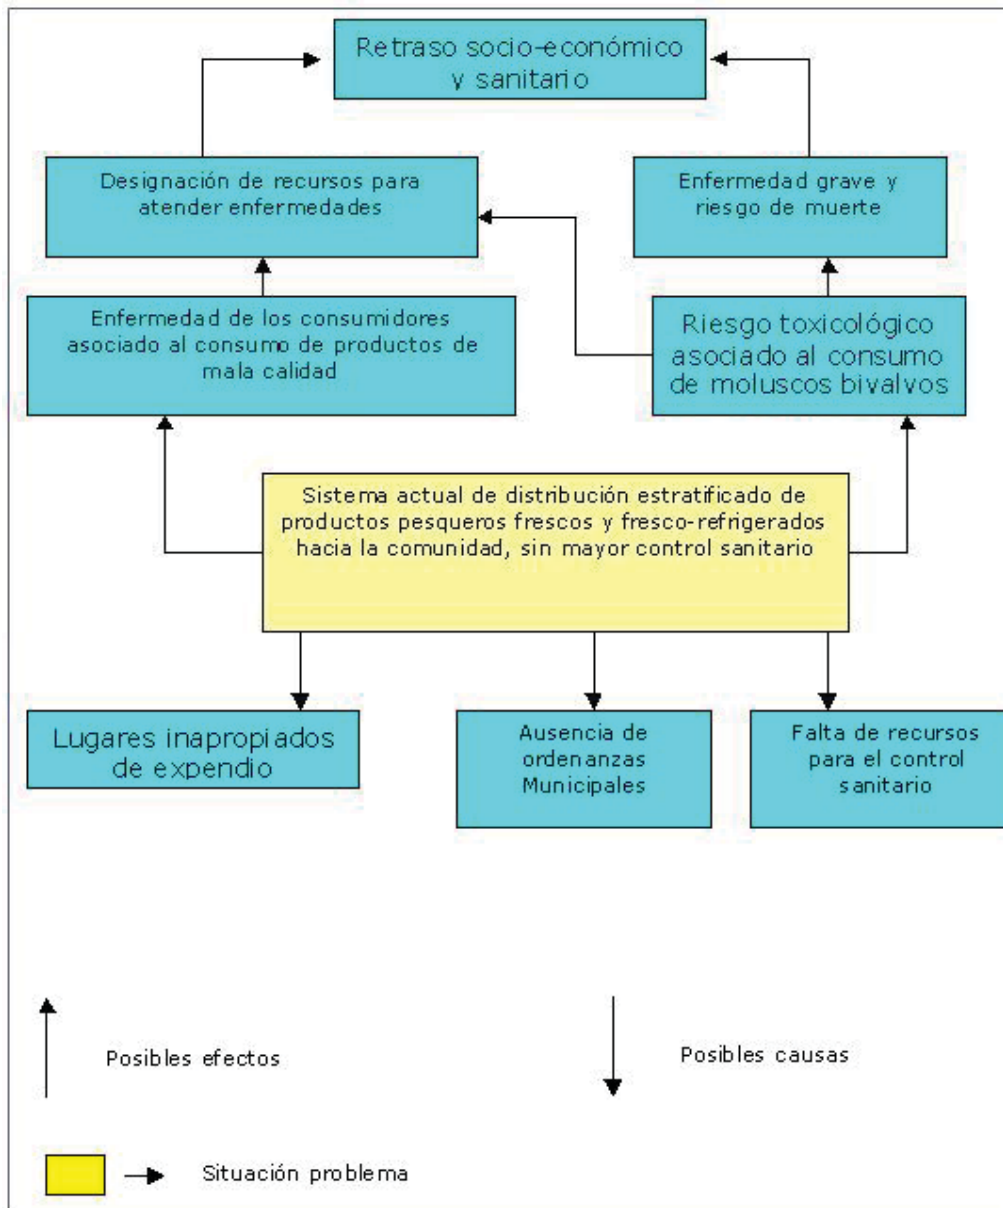 Retraso socio-económico
y sanitario
Designación de recursos para
atender enfermedades
Enfermedad grave y
riesgo de muerte
Enfermedad de los consumidores
asociado al consumo de productos de
mala calidad
Riesgo toxicológico
asociado al consumo
de moluscos bivalvos
Sistema actual de distribución estratificado de
productos pesqueros frescos y fresco-refrigerados
hacia la comunidad, sin mayor control sanitario
Lugares inapropiados
de expendio
Ausencia de
ordenanzas
Municipales
Falta de recursos
para el control
sanitario
Posibles efectos
Posibles causas
Situación problema